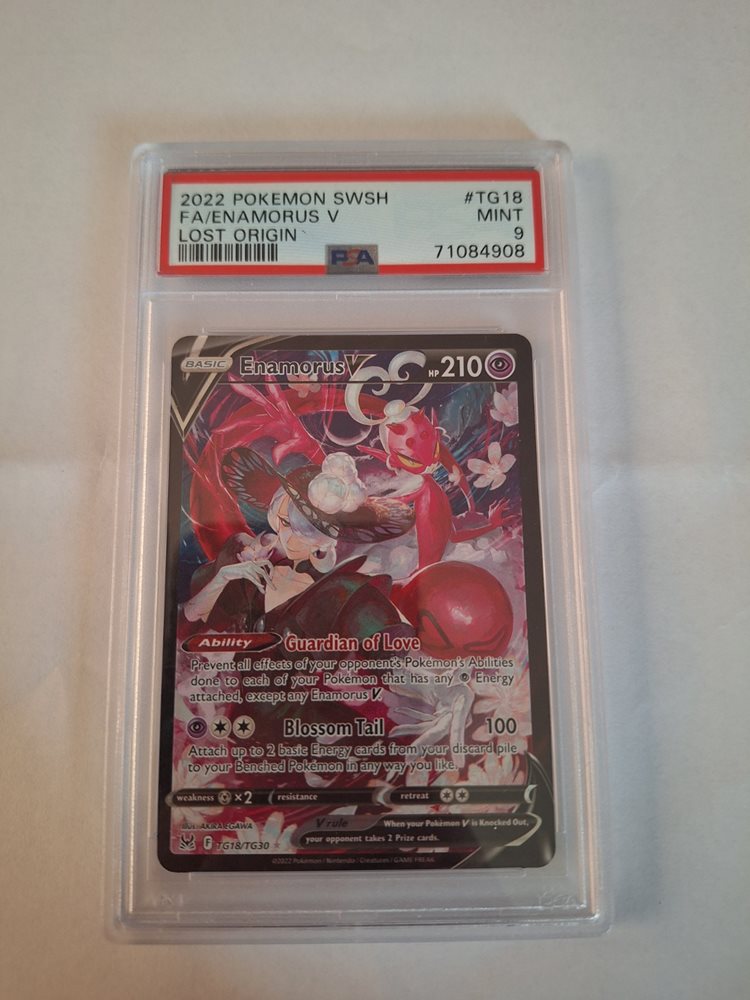 2022 POKEMON SWSH #TG18
FA/ENAMORUS V MINT
LOST ORIGIN 9
PSA 71084908
BASIC Enamorus V HP 210
Ability Guardian of Love
Prevent all effects of your opponent's Pokémon's Abilities
done to each of your Pokémon that has any Energy
attached, except any Enamorus V.
Blossom Tail 100
Attach up to 2 basic Energy cards from your discard pile
to your Benched Pokémon in any way you like.
weakness ×2 resistance retreat
Illus. AKIRA EGAWA
V rule When your Pokémon V is Knocked Out,
your opponent takes 2 Prize cards.
F TG18/TG30
©2022 Pokémon / Nintendo / Creatures / GAME FREAK